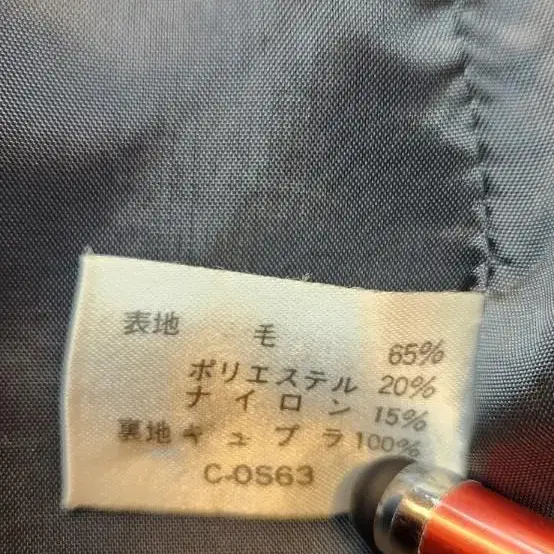 表地 毛 65%
ポリエステル 20%
ナイロン 15%
裏地キュプラ100%
C-0563